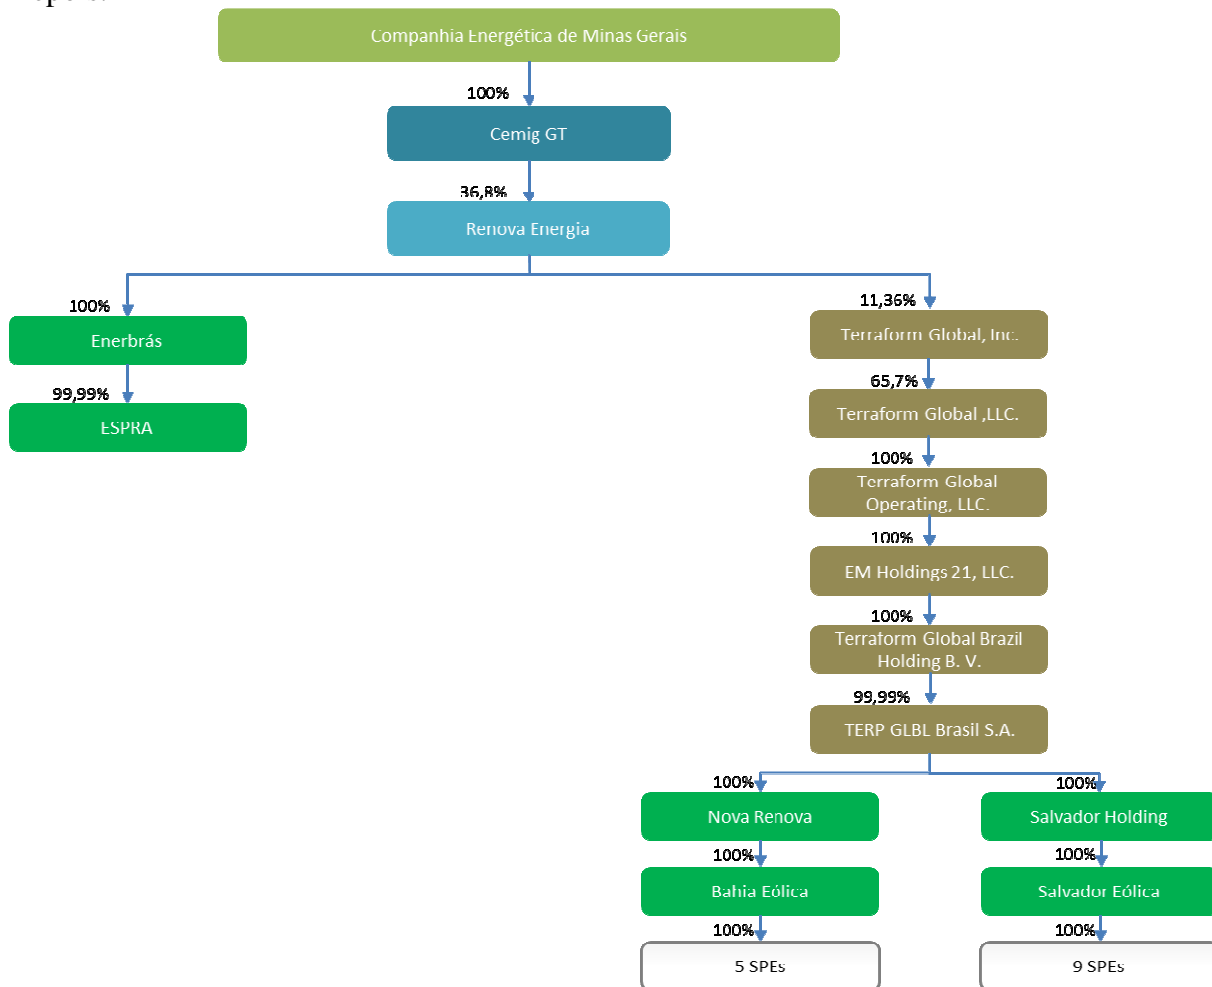 Companhia Energética de Minas Gerais
100%
Cemig GT
36,8%
Renova Energia
100%
11,36%
Enerbrás
Terraform Global, Inc.
99,99%
65,7%
ESPRA
Terraform Global ,LLC.
100%
Terraform Global
Operating, LLC.
100%
EM Holdings 21, LLC.
100%
Terraform Global Brazil
Holding B. V.
99,99%
TERP GLBL Brasil S.A.
100%
100%
Nova Renova
Salvador Holding
100%
100%
Bahia Eólica
Salvador Eólica
100%
100%
5 SPEs
9 SPEs